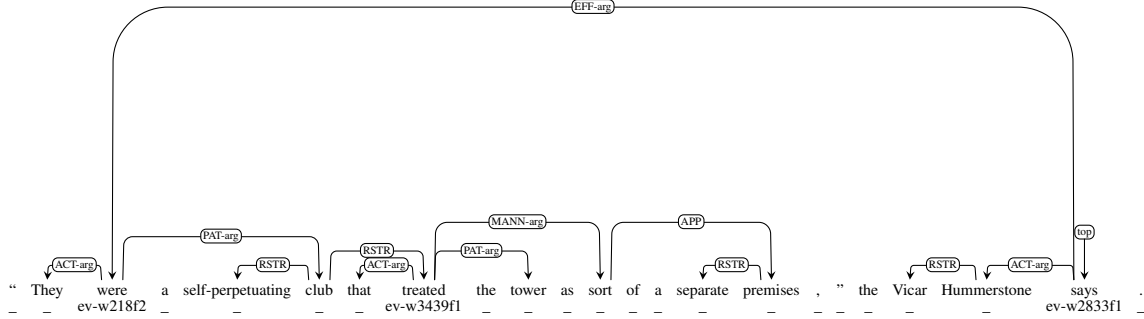 EFF-arg
MANN-arg
APP
PAT-arg
top
RSTR
PAT-arg
ACT-arg
RSTR
ACT-arg
RSTR
RSTR
ACT-arg
“ They were a self-perpetuating club that treated the tower as sort of a separate premises , ” the Vicar Hummerstone says .
_ _ ev-w218f2 _ _ _ _ ev-w3439f1 _ _ _ _ _ _ _ _ _ _ _ _ _ ev-w2833f1 _